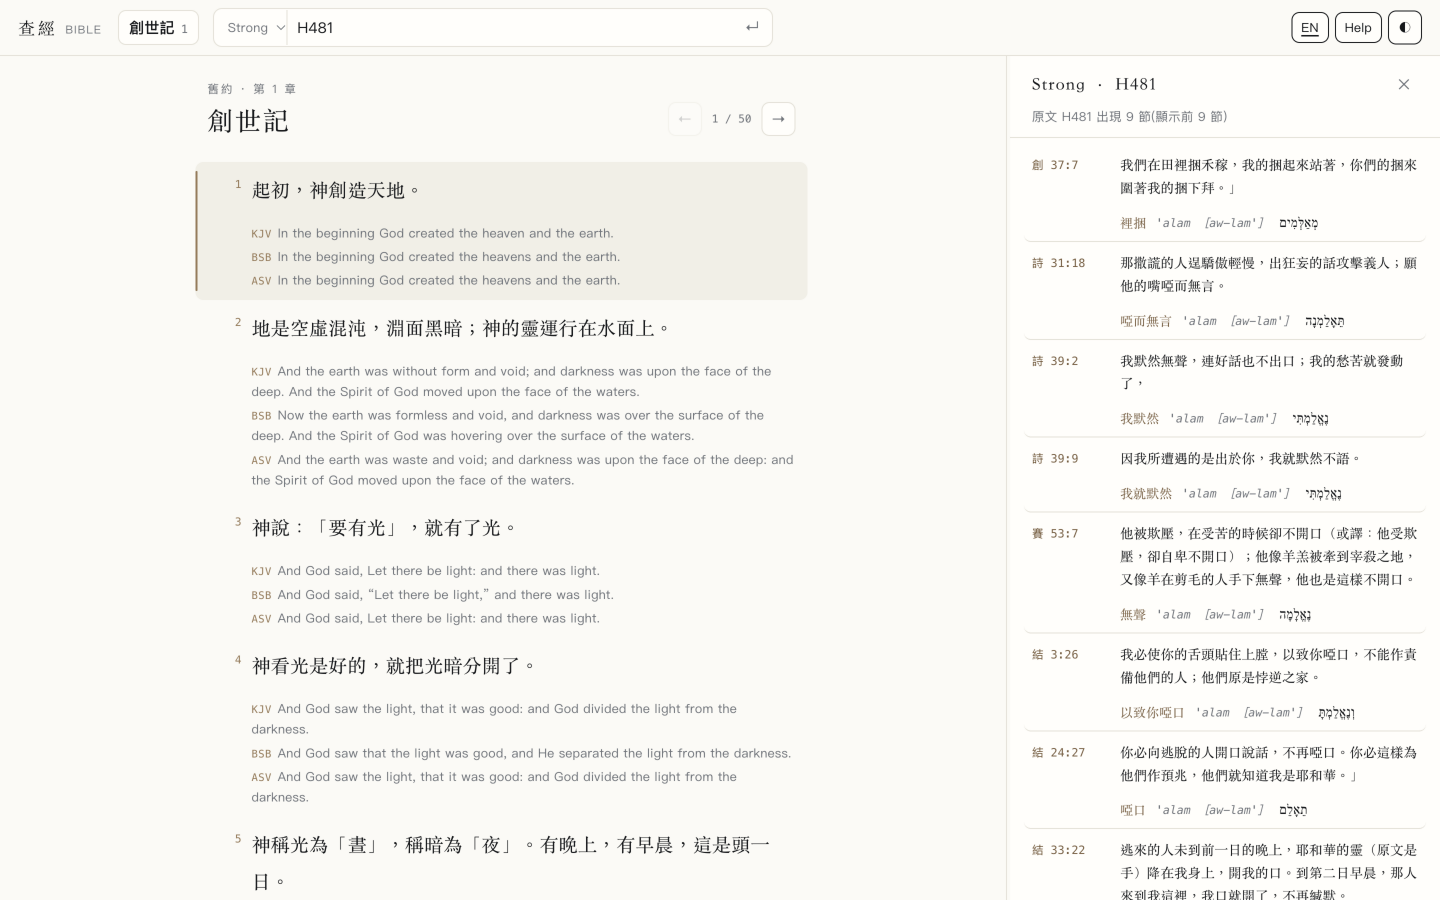 查經 BIBLE 創世記 1 Strong H481 EN Help
舊約 · 第 1 章
創世記
← 1 / 50 →
1 起初，神創造天地。
KJV In the beginning God created the heaven and the earth.
BSB In the beginning God created the heavens and the earth.
ASV In the beginning God created the heavens and the earth.
2 地是空虛混沌，淵面黑暗；神的靈運行在水面上。
KJV And the earth was without form and void; and darkness was upon the face of the
deep. And the Spirit of God moved upon the face of the waters.
BSB Now the earth was formless and void, and darkness was over the surface of the
deep. And the Spirit of God was hovering over the surface of the waters.
ASV And the earth was waste and void; and darkness was upon the face of the deep: and
the Spirit of God moved upon the face of the waters.
3 神說：「要有光」，就有了光。
KJV And God said, Let there be light: and there was light.
BSB And God said, “Let there be light,” and there was light.
ASV And God said, Let there be light: and there was light.
4 神看光是好的，就把光暗分開了。
KJV And God saw the light, that it was good: and God divided the light from the
darkness.
BSB And God saw that the light was good, and He separated the light from the darkness.
ASV And God saw the light, that it was good: and God divided the light from the
darkness.
5 神稱光為「晝」，稱暗為「夜」。有晚上，有早晨，這是頭一
日。
Strong · H481
原文 H481 出現 9 節(顯示前 9 節)
創 37:7 我們在田裡捆禾稼，我的捆起來站著，你們的捆來
圍著我的捆下拜。」
裡捆 'alam [aw-lam'] מְאַלְּמִים
詩 31:18 那撒謊的人逞驕傲輕慢，出狂妄的話攻擊義人；願
他的嘴啞而無言。
啞而無言 'alam [aw-lam'] תֵּאָלַמְנָה
詩 39:2 我默然無聲，連好話也不出口；我的愁苦就發動
了，
我默然 'alam [aw-lam'] נֶאֱלַמְתִּי
詩 39:9 因我所遭遇的是出於你，我就默然不語。
我就默然 'alam [aw-lam'] נֶאֱלַמְתִּי
賽 53:7 他被欺壓，在受苦的時候卻不開口（或譯：他受欺
壓，卻自卑不開口）；他像羊羔被牽到宰殺之地，
又像羊在剪毛的人手下無聲，他也是這樣不開口。
無聲 'alam [aw-lam'] נֶאֱלָמָה
結 3:26 我必使你的舌頭貼住上膛，以致你啞口，不能作責
備他們的人；他們原是悖逆之家。
以致你啞口 'alam [aw-lam'] וְנֶאֱלַמְתָּ
結 24:27 你必向逃脫的人開口說話，不再啞口。你必這樣為
他們作預兆，他們就知道我是耶和華。」
啞口 'alam [aw-lam'] תֵאָלֵם
結 33:22 逃來的人未到前一日的晚上，耶和華的靈（原文是
手）降在我身上，開我的口。到第二日早晨，那人
來到我這裡，我口就開了，不再緘默。